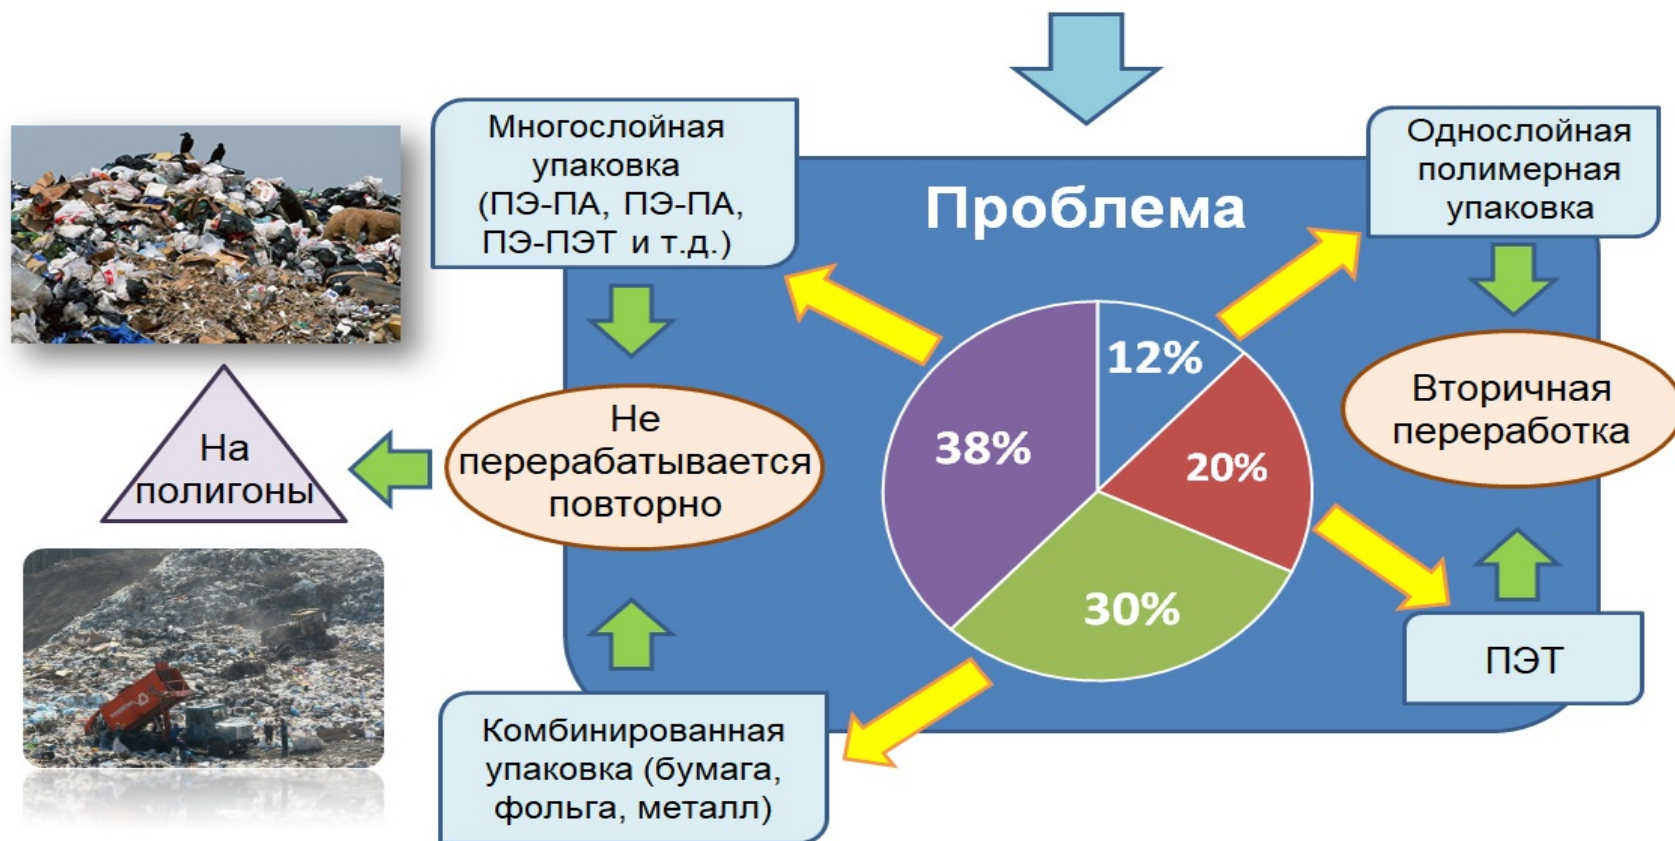 Многослойная
упаковка
(ПЭ-ПА, ПЭ-ПА,
ПЭ-ПЭТ и т.д.)
Проблема
Однослойная
полимерная
упаковка
12%
38%
20%
30%
Вторичная
переработка
Не
перерабатывается
повторно
На
полигоны
ПЭТ
Комбинированная
упаковка (бумага,
фольга, металл)